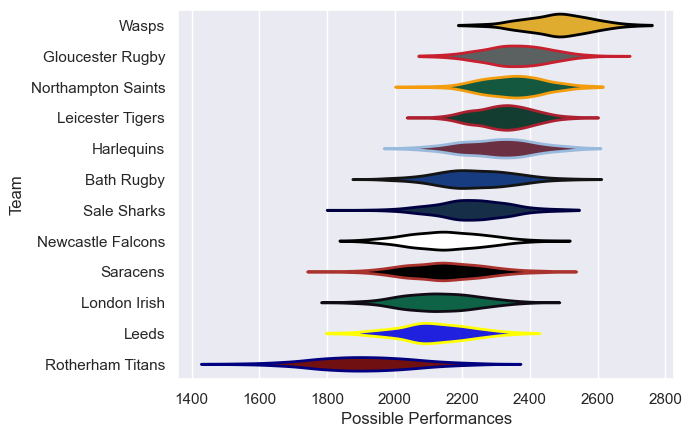 Team
Wasps
Gloucester Rugby
Northampton Saints
Leicester Tigers
Harlequins
Bath Rugby
Sale Sharks
Newcastle Falcons
Saracens
London Irish
Leeds
Rotherham Titans
1400 1600 1800 2000 2200 2400 2600 2800
Possible Performances